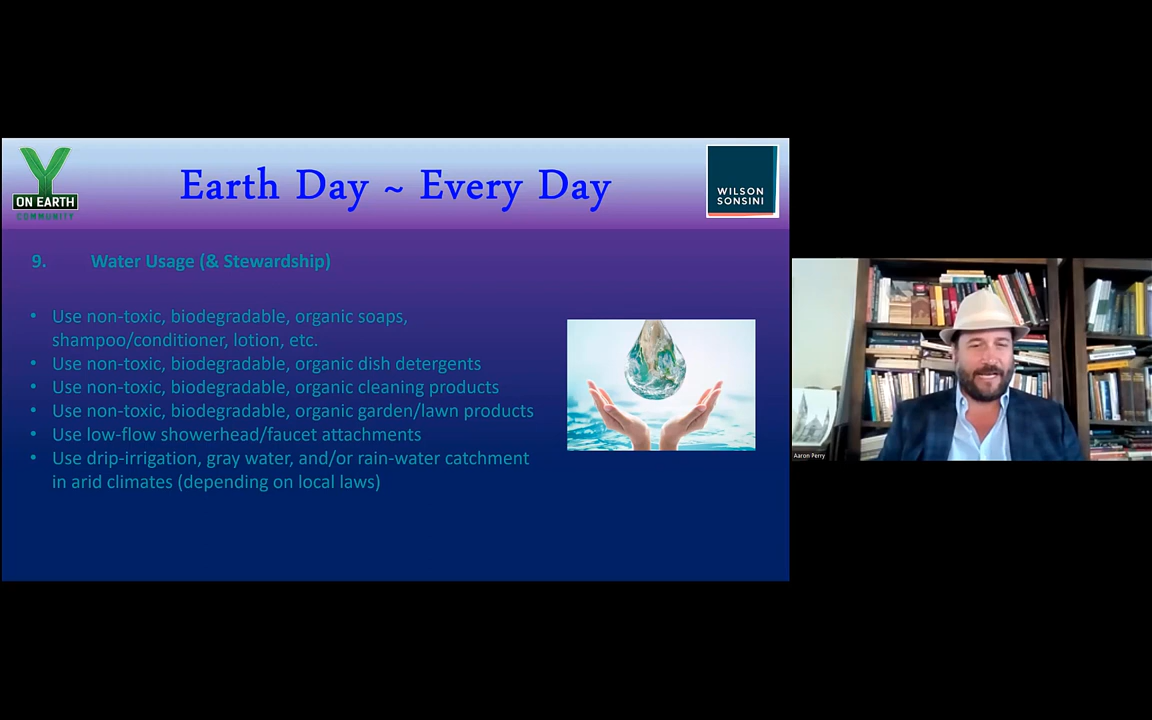 Y
ON EARTH
COMMUNITY
Earth Day ~ Every Day
WILSON
SONSINI
9. Water Usage (& Stewardship)
• Use non-toxic, biodegradable, organic soaps,
shampoo/conditioner, lotion, etc.
• Use non-toxic, biodegradable, organic dish detergents
• Use non-toxic, biodegradable, organic cleaning products
• Use non-toxic, biodegradable, organic garden/lawn products
• Use low-flow showerhead/faucet attachments
• Use drip-irrigation, gray water, and/or rain-water catchment
in arid climates (depending on local laws)
Aaron Perry